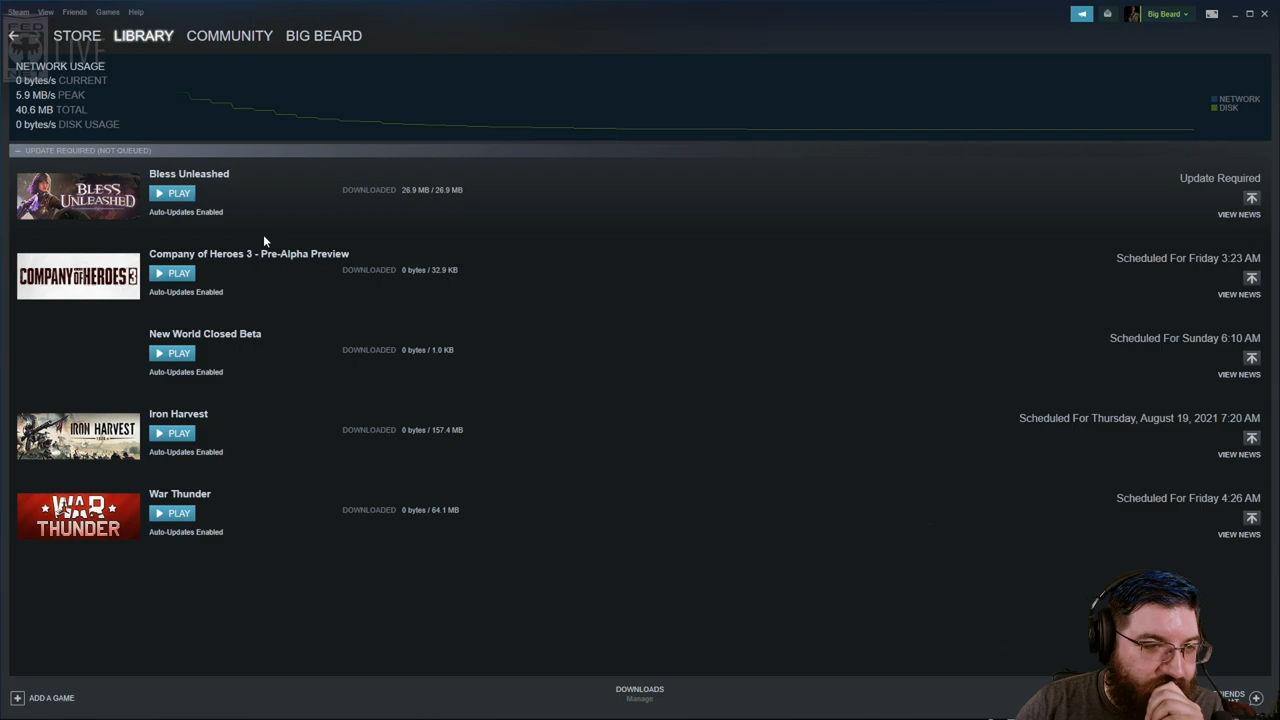 Steam View Friends Games Help
Big Beard
STORE LIBRARY COMMUNITY BIG BEARD
FED
LIVE
NETWORK USAGE
0 bytes/s CURRENT
5.9 MB/s PEAK
40.6 MB TOTAL
0 bytes/s DISK USAGE
NETWORK
DISK
UPDATE REQUIRED (NOT QUEUED)
BLESS
UNLEASHED
Bless Unleashed
PLAY
Auto-Updates Enabled
DOWNLOADED 26.9 MB / 26.9 MB
Update Required
VIEW NEWS
COMPANY OF HEROES 3
Company of Heroes 3 - Pre-Alpha Preview
PLAY
Auto-Updates Enabled
DOWNLOADED 0 bytes / 32.9 KB
Scheduled For Friday 3:23 AM
VIEW NEWS
New World Closed Beta
PLAY
Auto-Updates Enabled
DOWNLOADED 0 bytes / 1.0 KB
Scheduled For Sunday 6:10 AM
VIEW NEWS
IRON HARVEST
Iron Harvest
PLAY
Auto-Updates Enabled
DOWNLOADED 0 bytes / 157.4 MB
Scheduled For Thursday, August 19, 2021 7:20 AM
VIEW NEWS
WAR
THUNDER
War Thunder
PLAY
Auto-Updates Enabled
DOWNLOADED 0 bytes / 64.1 MB
Scheduled For Friday 4:26 AM
VIEW NEWS
ADD A GAME
DOWNLOADS
Manage